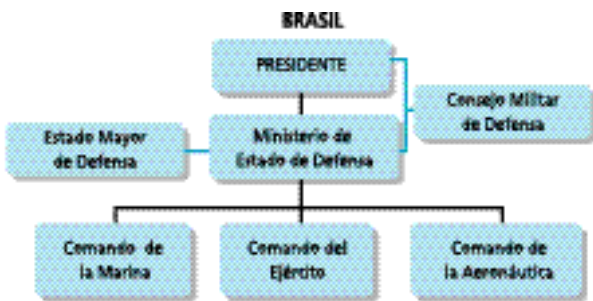 BRASIL
PRESIDENTE
Consejo Militar
de Defensa
Estado Mayor
de Defensa
Ministerio de
Estado de Defensa
Comando de
la Marina
Comando del
Ejército
Comando de
la Aeronáutica